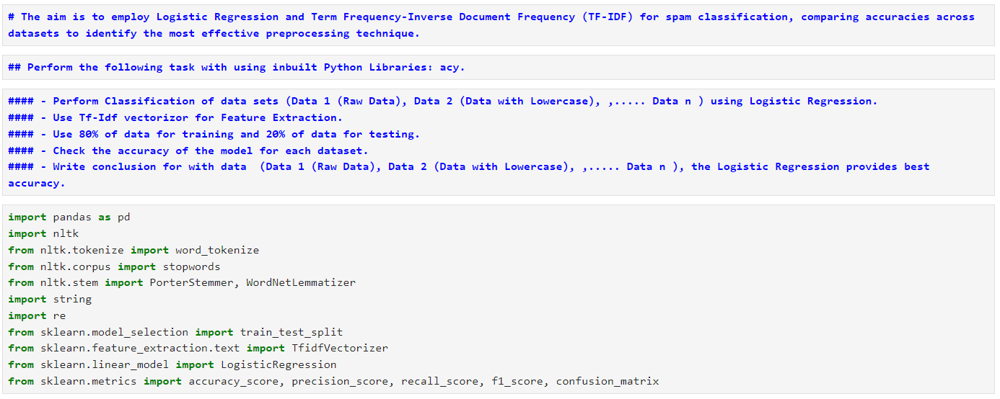 # The aim is to employ Logistic Regression and Term Frequency-Inverse Document Frequency (TF-IDF) for spam classification, comparing accuracies across
datasets to identify the most effective preprocessing technique.
## Perform the following task with using inbuilt Python Libraries: acy.
#### - Perform Classification of data sets (Data 1 (Raw Data), Data 2 (Data with Lowercase), ,..... Data n ) using Logistic Regression.
#### - Use Tf-Idf vectorizor for Feature Extraction.
#### - Use 80% of data for training and 20% of data for testing.
#### - Check the accuracy of the model for each dataset.
#### - Write conclusion for with data  (Data 1 (Raw Data), Data 2 (Data with Lowercase), ,..... Data n ), the Logistic Regression provides best
accuracy.
import pandas as pd
import nltk
from nltk.tokenize import word_tokenize
from nltk.corpus import stopwords
from nltk.stem import PorterStemmer, WordNetLemmatizer
import string
import re
from sklearn.model_selection import train_test_split
from sklearn.feature_extraction.text import TfidfVectorizer
from sklearn.linear_model import LogisticRegression
from sklearn.metrics import accuracy_score, precision_score, recall_score, f1_score, confusion_matrix